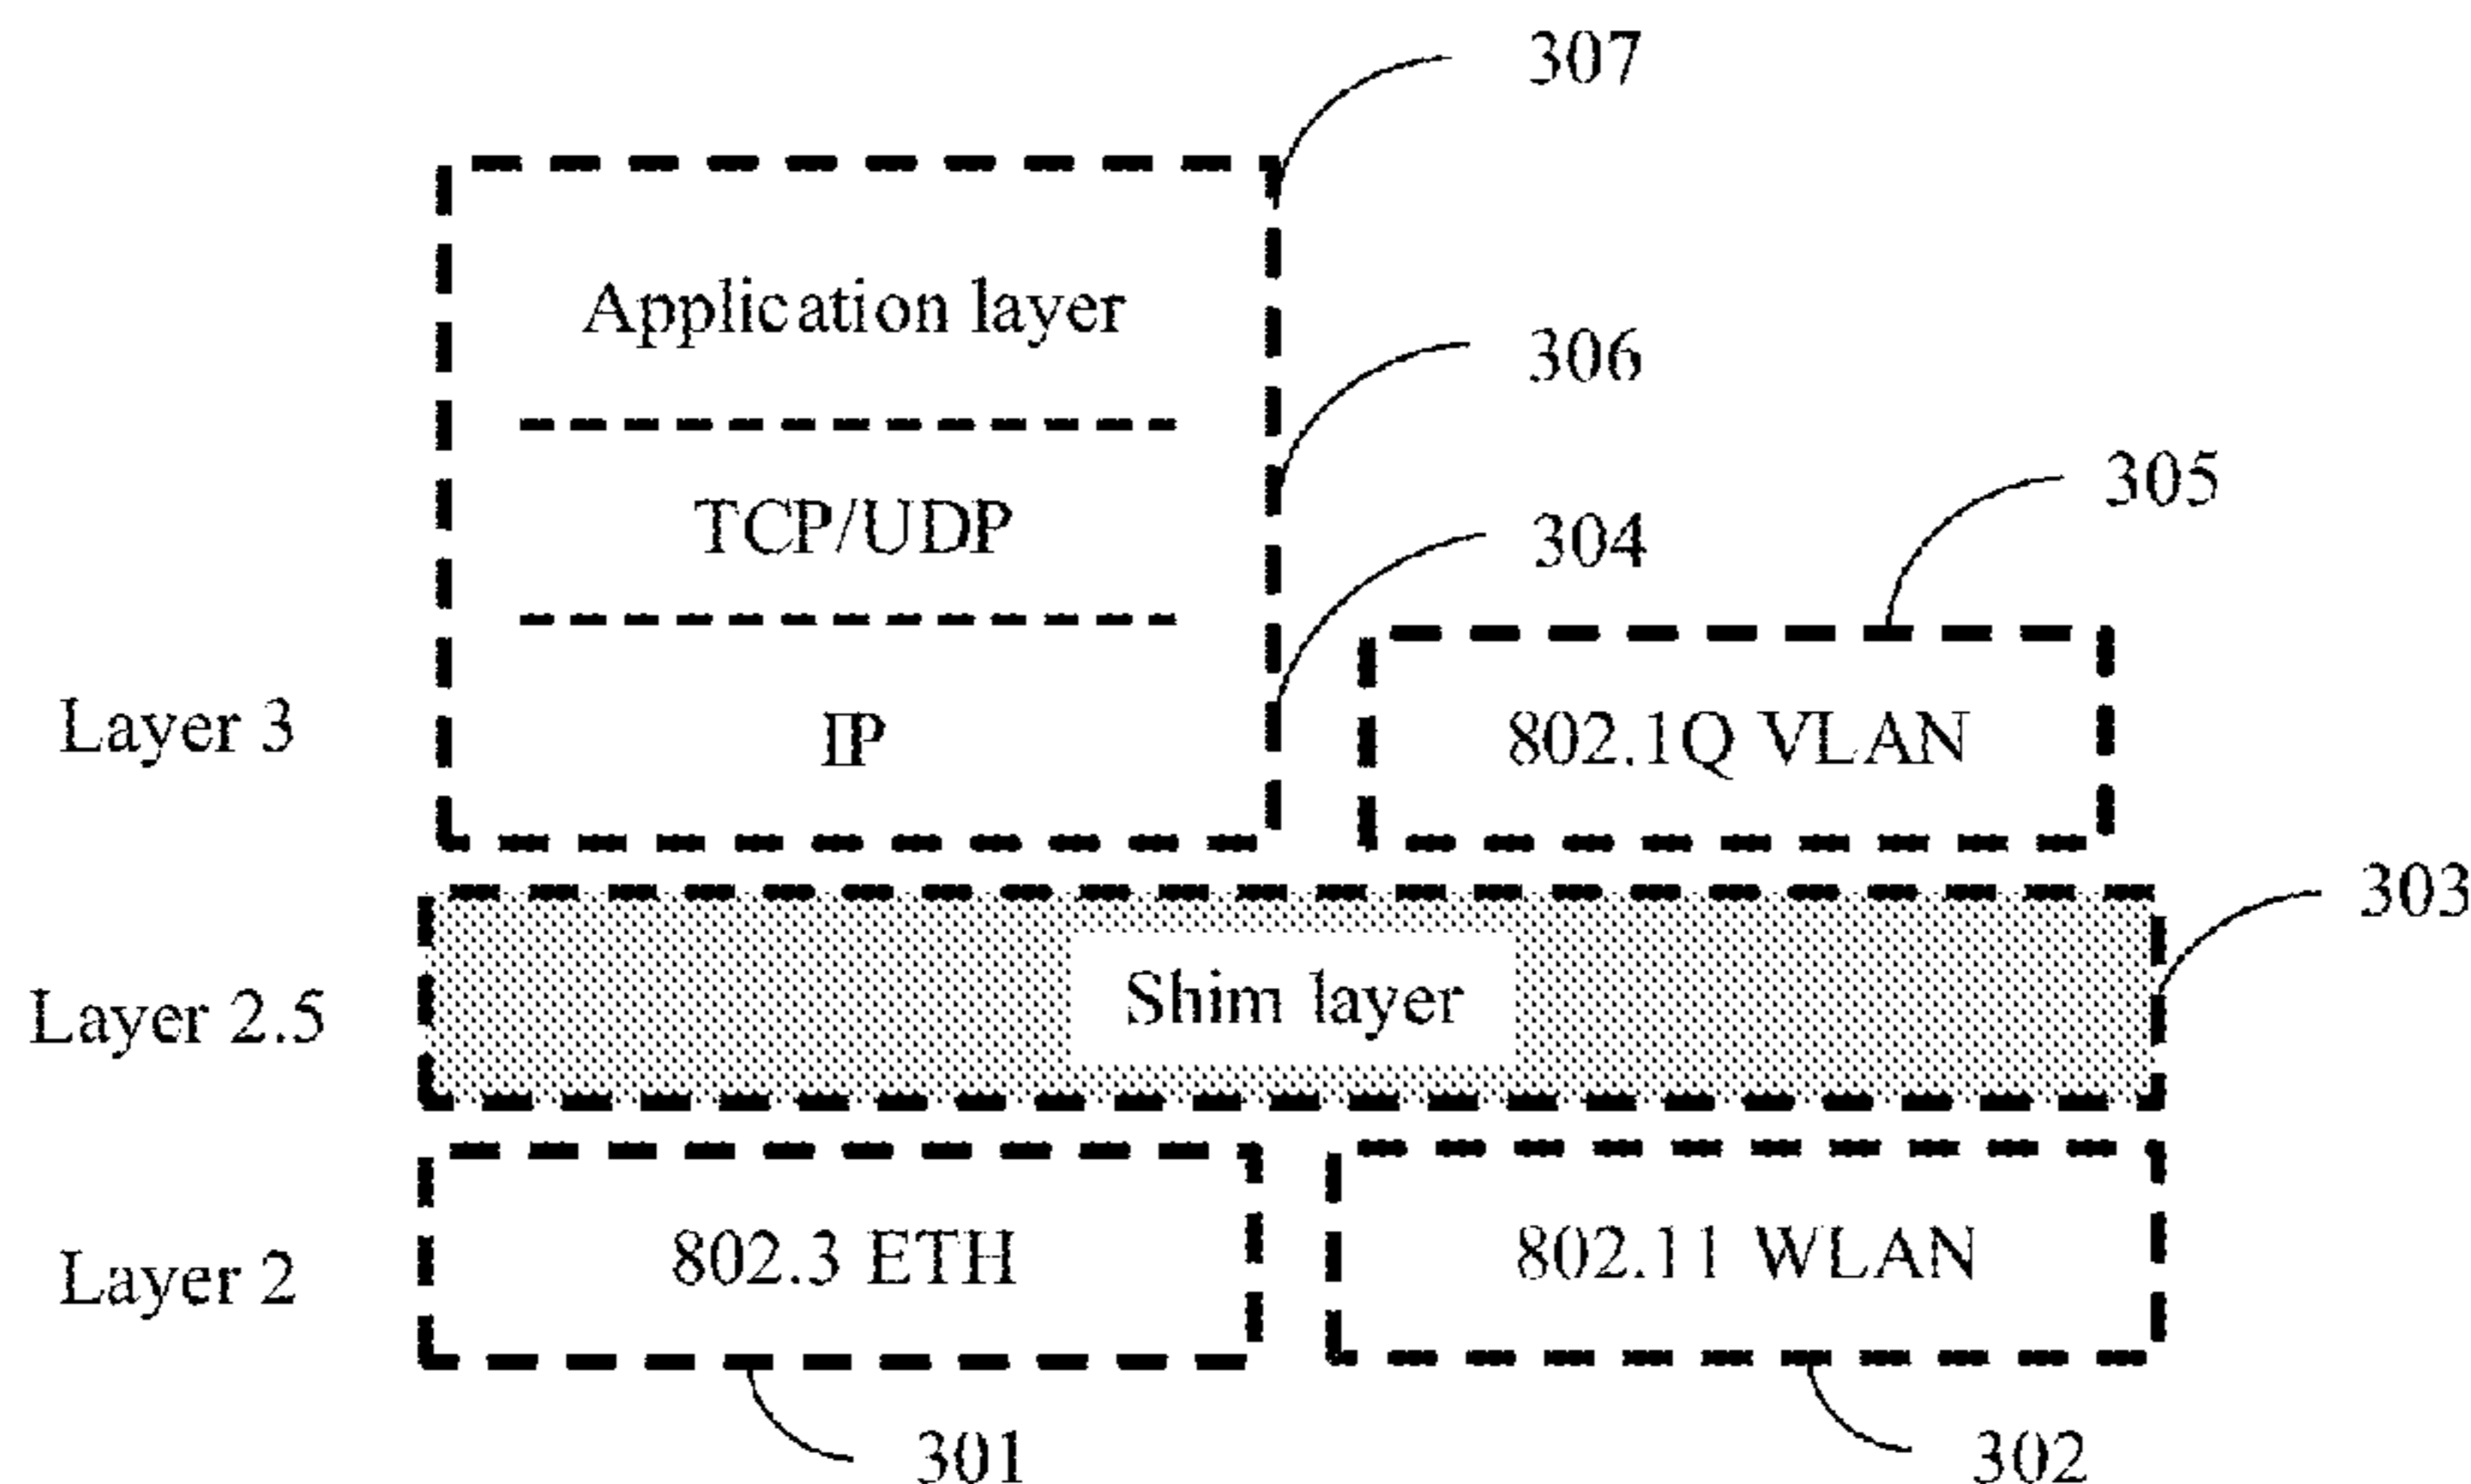 307
Application layer
306
TCP/UDP
304
305
Layer 3
IP
802.1Q VLAN
303
Layer 2.5
Shim layer
Layer 2
802.3 ETH
802.11 WLAN
301
302